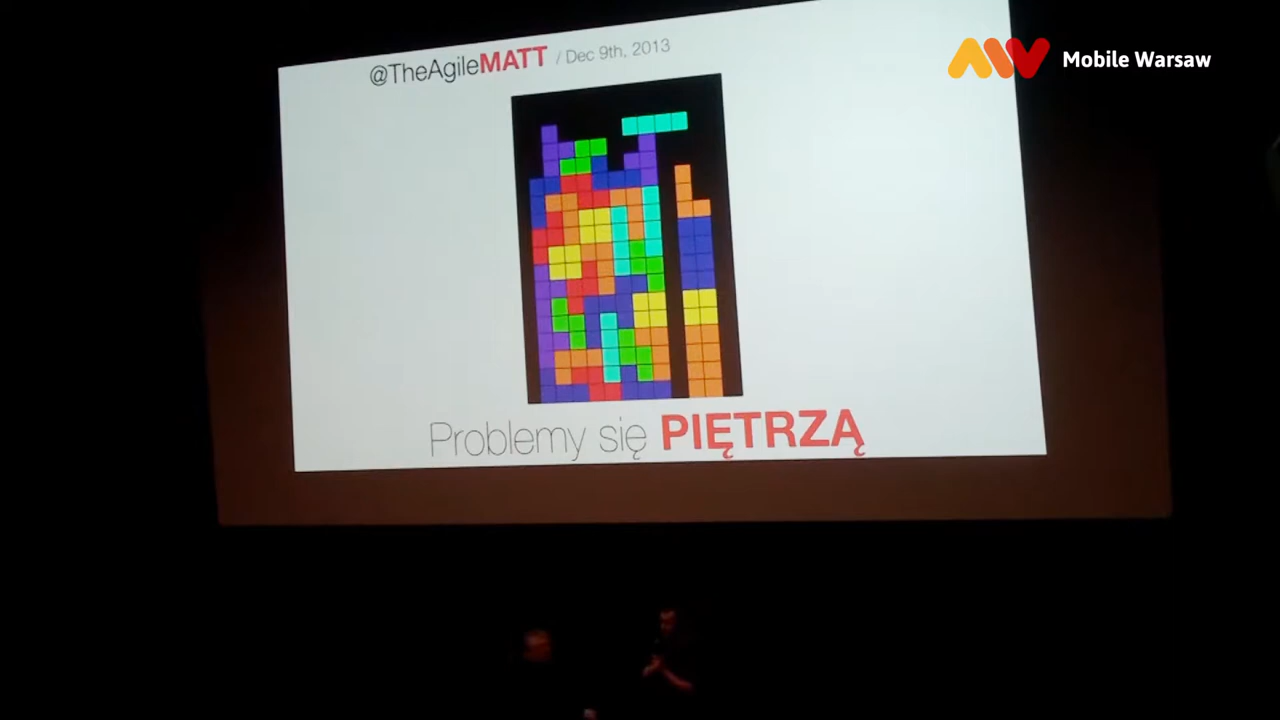 @TheAgileMATT / Dec 9th, 2013
Mobile Warsaw
Problemy się PIĘTRZĄ